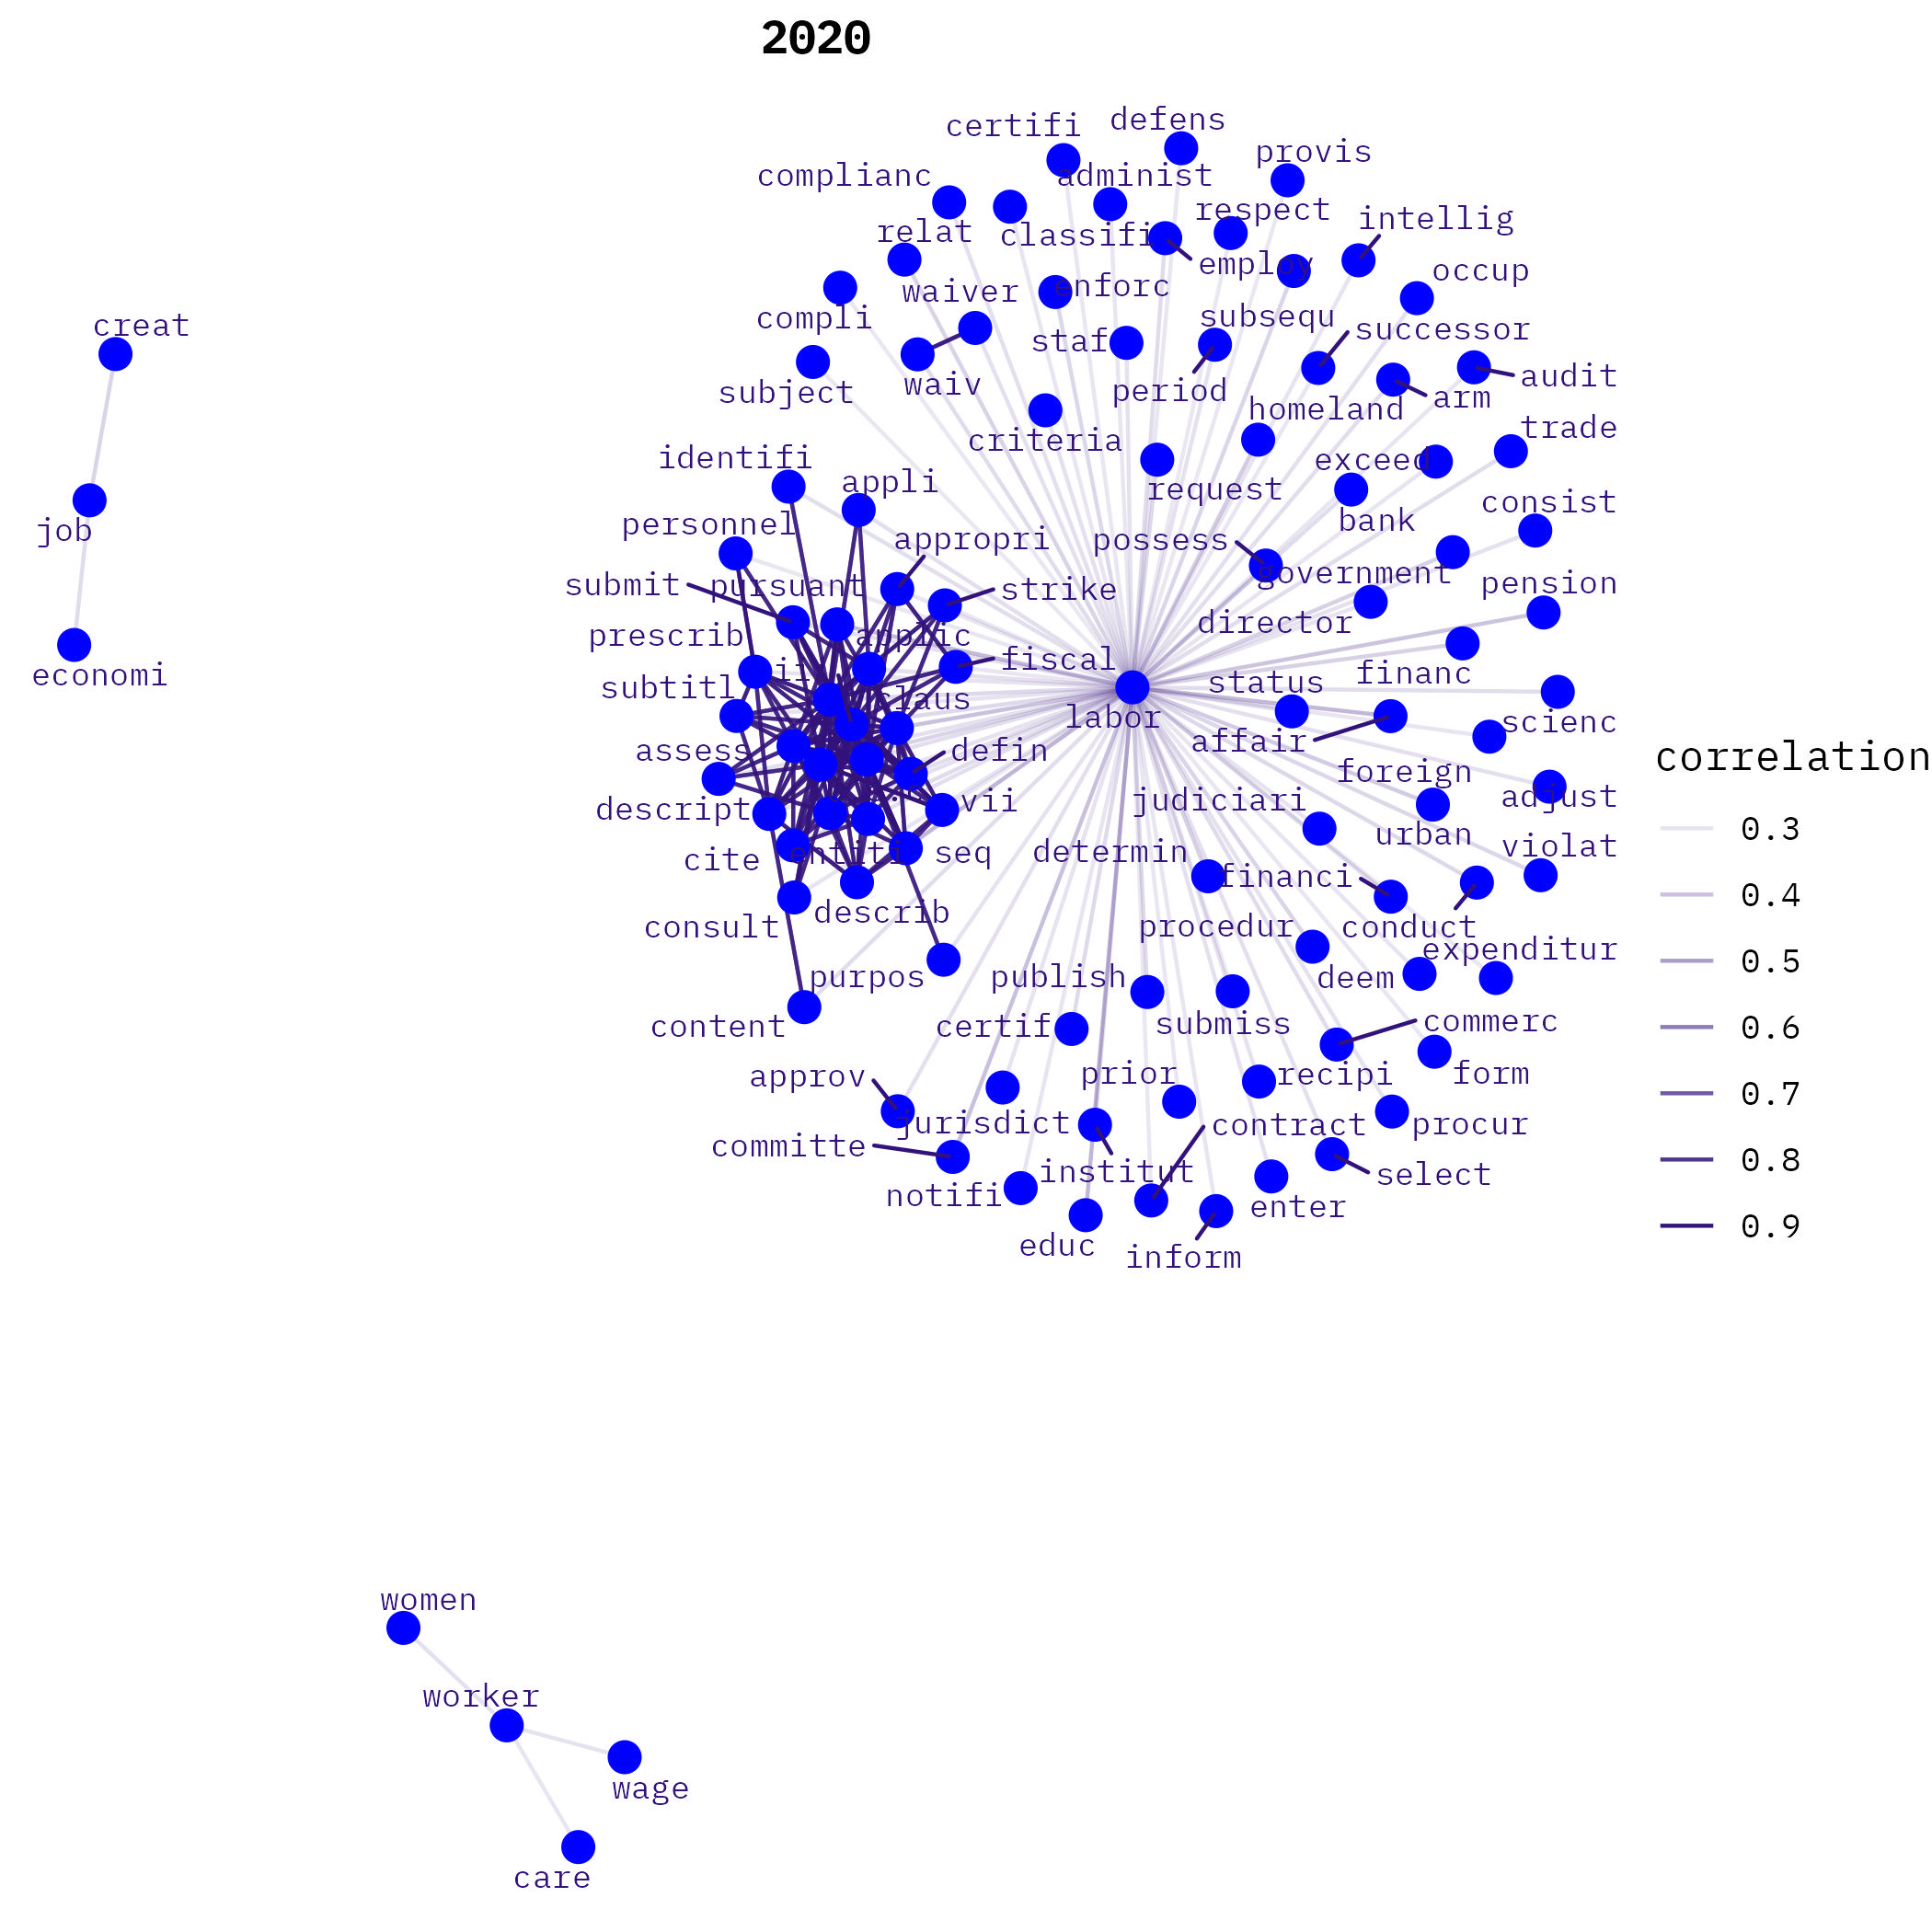 2020
certifi
defens
provis
complianc
administ
respect
intellig
relat
classifi
employ
occup
waiver
enforc
compli
staf
subsequ
successor
creat
subject
waiv
period
homeland
arm
audit
criteria
trade
identifi
appli
exceed
request
consist
job
personnel
appropri
possess
bank
submit
pursuant
strike
government
pension
prescrib
applic
director
economi
fiscal
subtitl
claus
status
financ
labor
scienc
affair
assess
defin
foreign
correlation
descript
vii
judiciari
adjust
0.3
urban
violat
cite
entiti
seq
determin
financi
0.4
consult
describ
procedur
conduct
expenditur
0.5
purpos
publish
deem
content
certif
submiss
commerc
0.6
approv
prior
recipi
form
0.7
jurisdict
contract
procur
committe
institut
select
0.8
notifi
enter
educ
inform
0.9
women
worker
wage
care